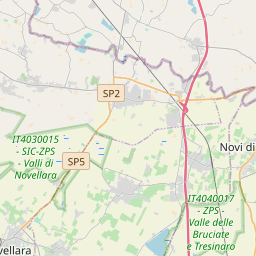 SP2
IT4030015
- SIC-ZPS
- Valli di
Novellara
SP5
Novi di
IT4040017
- ZPS -
Valle delle
Bruciate
e Tresinaro
vellara